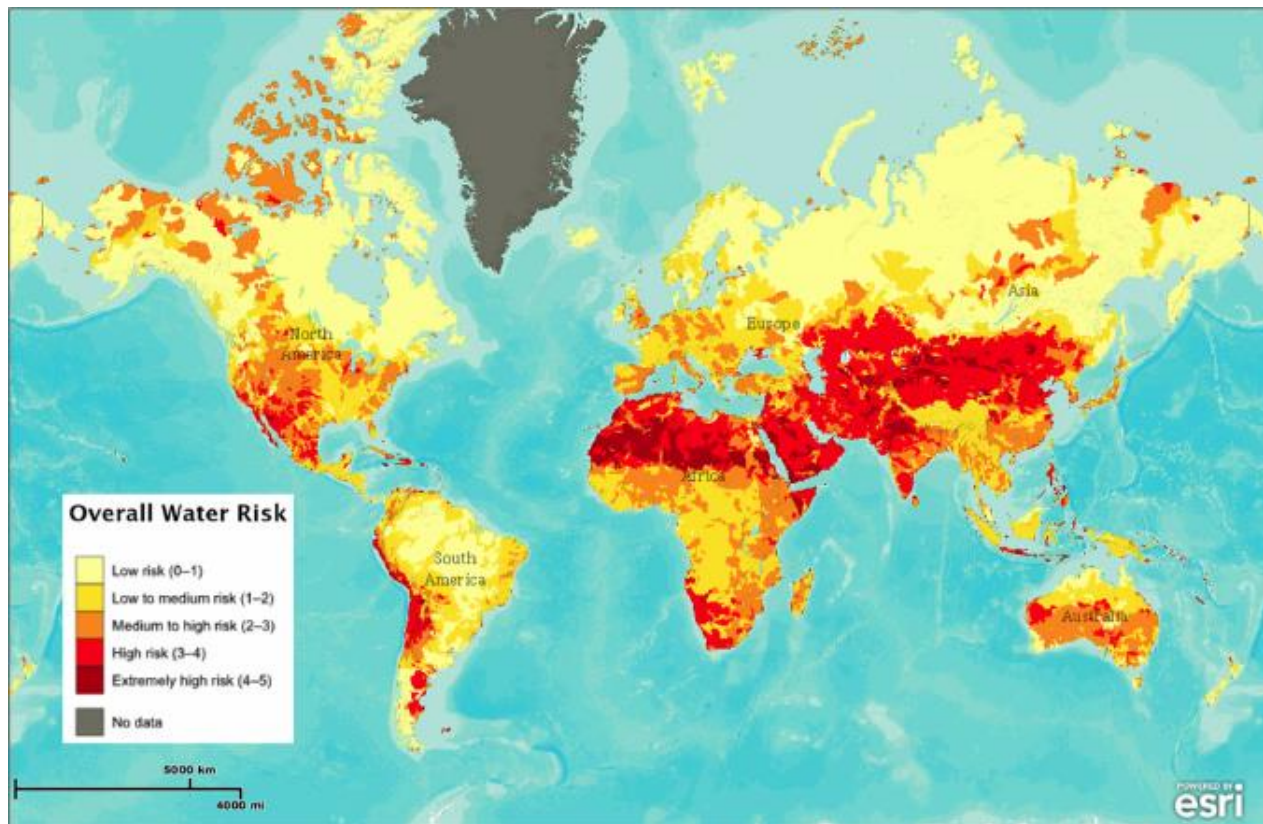 North
America
Europe
Asia
Africa
South
America
Australia
Overall Water Risk
Low risk (0–1)
Low to medium risk (1–2)
Medium to high risk (2–3)
High risk (3–4)
Extremely high risk (4–5)
No data
5000 km
4000 mi
POWERED BY
esri